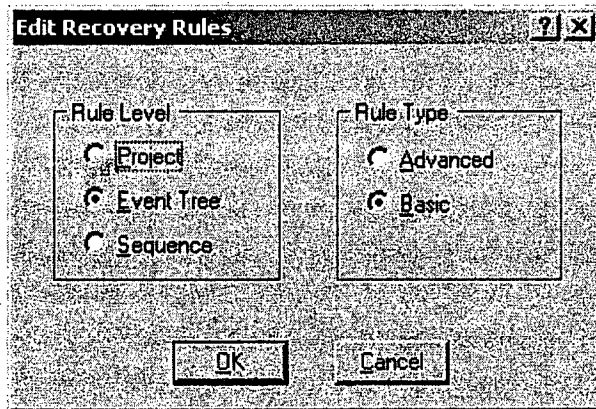 Edit Recovery Rules
Rule Level
Project
Event Tree
Sequence
Rule Type
Advanced
Basic
OK
Cancel